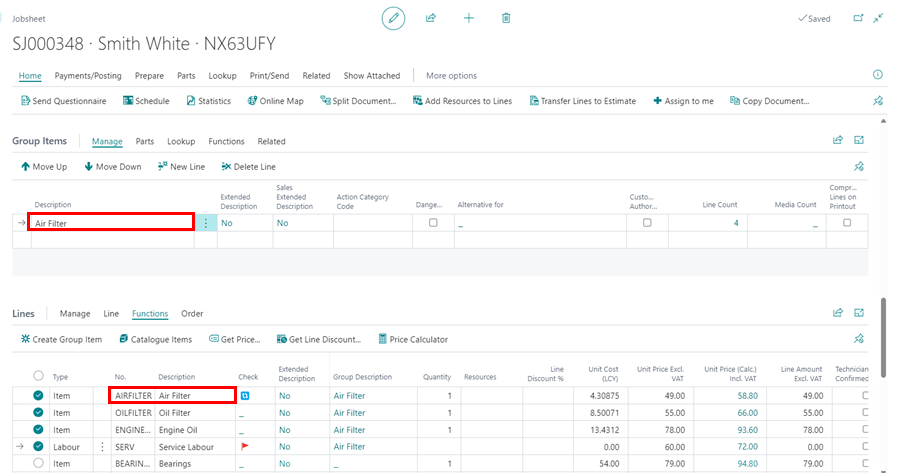 Jobsheet
Saved
SJ000348 · Smith White · NX63UFY
Home Payments/Posting Prepare Parts Lookup Print/Send Related Show Attached More options
Send Questionnaire Schedule Statistics Online Map Split Document... Add Resources to Lines Transfer Lines to Estimate Assign to me Copy Document...
Group Items Manage Parts Lookup Functions Related
Move Up Move Down New Line Delete Line
Description Extended Description Sales Extended Description Action Category Code Dange... Alternative for Custo... Author... Line Count Media Count Compr... Lines on Printout
Air Filter No No _ 4 _
Lines Manage Line Functions Order
Create Group Item Catalogue Items Get Price... Get Line Discount... Price Calculator
Type No. Description Check Extended Description Group Description Quantity Resources Line Discount % Unit Cost (LCY) Unit Price Excl. VAT Unit Price (Calc.) Incl. VAT Line Amount Excl. VAT Technician Confirmed
Item AIRFILTER Air Filter No Air Filter 1 4.30875 49.00 58.80 49.00
Item OILFILTER Oil Filter _ No Air Filter 1 8.50071 55.00 66.00 55.00
Item ENGINE... Engine Oil _ No Air Filter 1 13.4312 78.00 93.60 78.00
Labour SERV Service Labour No Air Filter 0.00 60.00 72.00 0.00
Item BEARIN... Bearings _ No _ 1 54.00 79.00 94.80 79.00